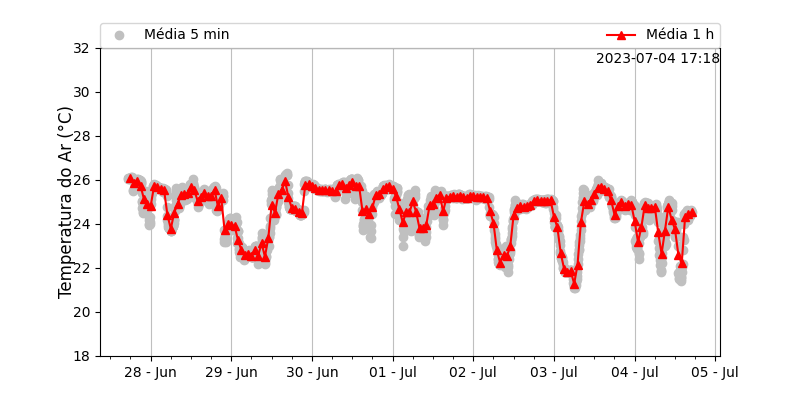 Média 5 min
Média 1 h
2023-07-04 17:18
Temperatura do Ar (°C)
32
30
28
26
24
22
20
18
28 - Jun
29 - Jun
30 - Jun
01 - Jul
02 - Jul
03 - Jul
04 - Jul
05 - Jul